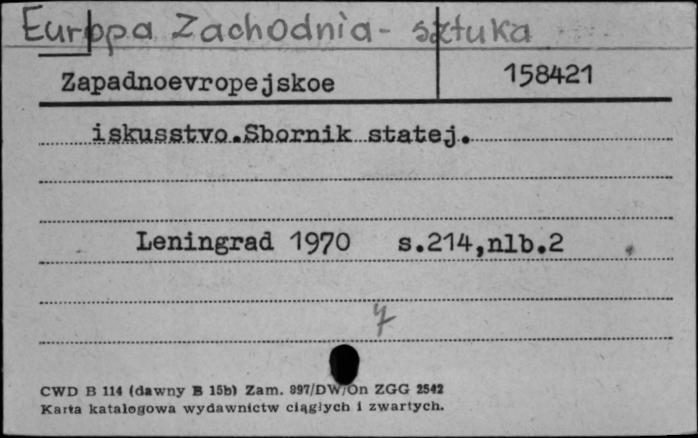 Europa Zachodnia - sztuka
Zapadnoevropejskoe 158421
iskusstvo.Sbornik statej.
Leningrad 1970 s.214,nlb.2
7
CWD B 114 (dawny B 15b) Zam. 997/DW/On ZGG 2542
Karta katalogowa wydawnictw ciągłych i zwartych.